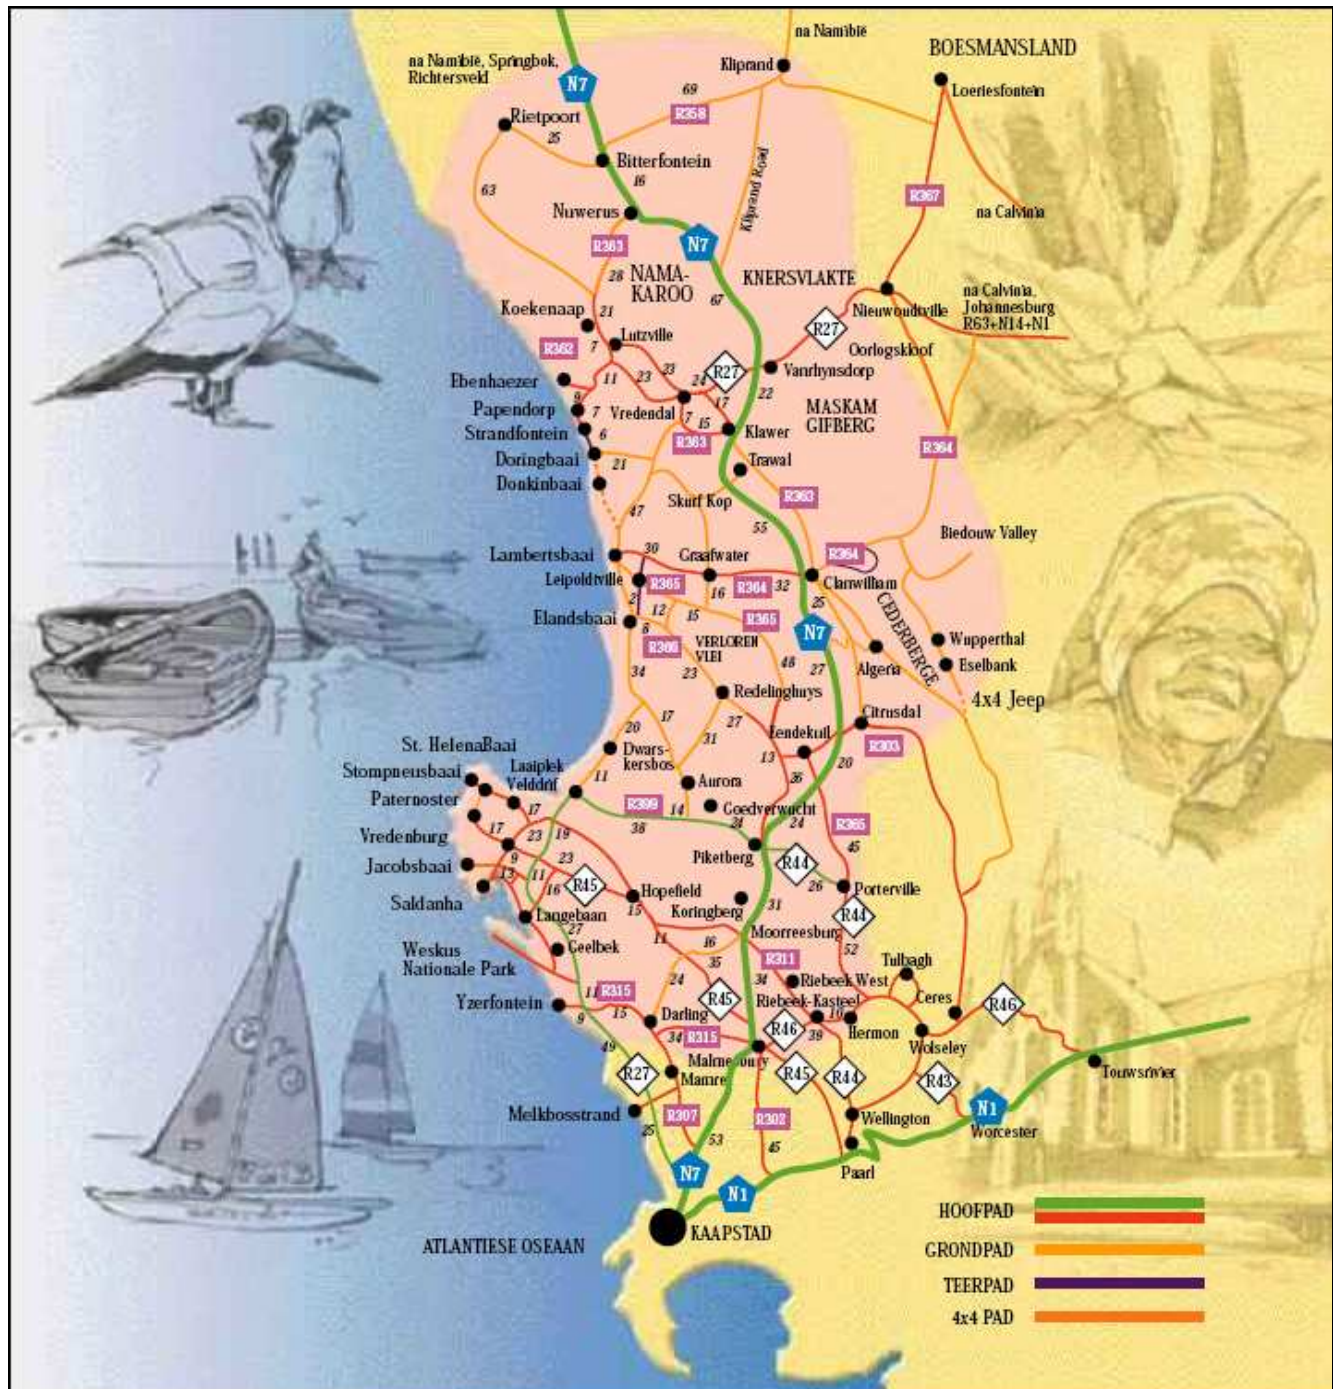 na Namibië
BOESMANSLAND
na Namibië, Springbok,
Richtersveld
Kliprand
N7
69
Loeriesfontein
R358
Rietpoort
25
Bitterfontein
16
63
Kliprand Road
R367
Nuwerus
na Calvinia
R363
N7
28
NAMA-
KAROO
KNERSVLAKTE
67
na Calvinia,
Johannesburg
R63+N14+N1
Koekenaap
21
Nieuwoudtville
R27
Lutzville
R362
7
Oorlogskloof
23
R27
Vanrhynsdorp
Ebenhaezer
11
23
24
22
9
17
Papendorp
7
Vredendal
7
15
MASKAM
GIFBERG
Strandfontein
6
R363
Klawer
R364
Doringbaai
21
Trawal
Donkinbaai
Skurf Kop
R363
47
55
Biedouw Valley
Lambertsbaai
30
Graafwater
R364
Leipoldtville
R365
R364
32
Clanwilliam
2
16
25
12
15
R365
Elandsbaai
8
N7
CEDERBERGE
R366
VERLOREN
VLEI
Wupperthal
34
23
48
27
Algeria
Eselbank
Redelinghuys
4x4 Jeep
17
27
Citrusdal
20
31
Eendekuil
St. HelenaBaai
Dwars-
kersbos
13
R303
Stompneusbaai
Laaiplek
Velddrif
11
26
20
Aurora
Paternoster
17
R399
14
Goedverwacht
17
38
24
24
R365
Vredenburg
23
19
45
9
23
Piketberg
R44
Jacobsbaai
13
11
16
R45
26
Porterville
Saldanha
Hopefield
15
Koringberg
31
R44
Langebaan
27
11
Moorreesburg
52
Weskus
Nationale Park
Geelbek
16
35
R311
Tulbagh
24
34
Riebeek West
11
R315
R45
Riebeek-Kasteel
Ceres
R46
Yzerfontein
9
15
Darling
R46
10
Hermon
34
R315
39
Wolseley
49
Malmesbury
R27
Mamre
R45
R44
R43
Touwsrivier
Melkbosstrand
R307
R302
Wellington
N1
25
53
45
Worcester
Paarl
N7
N1
HOOFPAD
KAAPSTAD
ATLANTIESE OSEAAN
GRONDPAD
TEERPAD
4x4 PAD